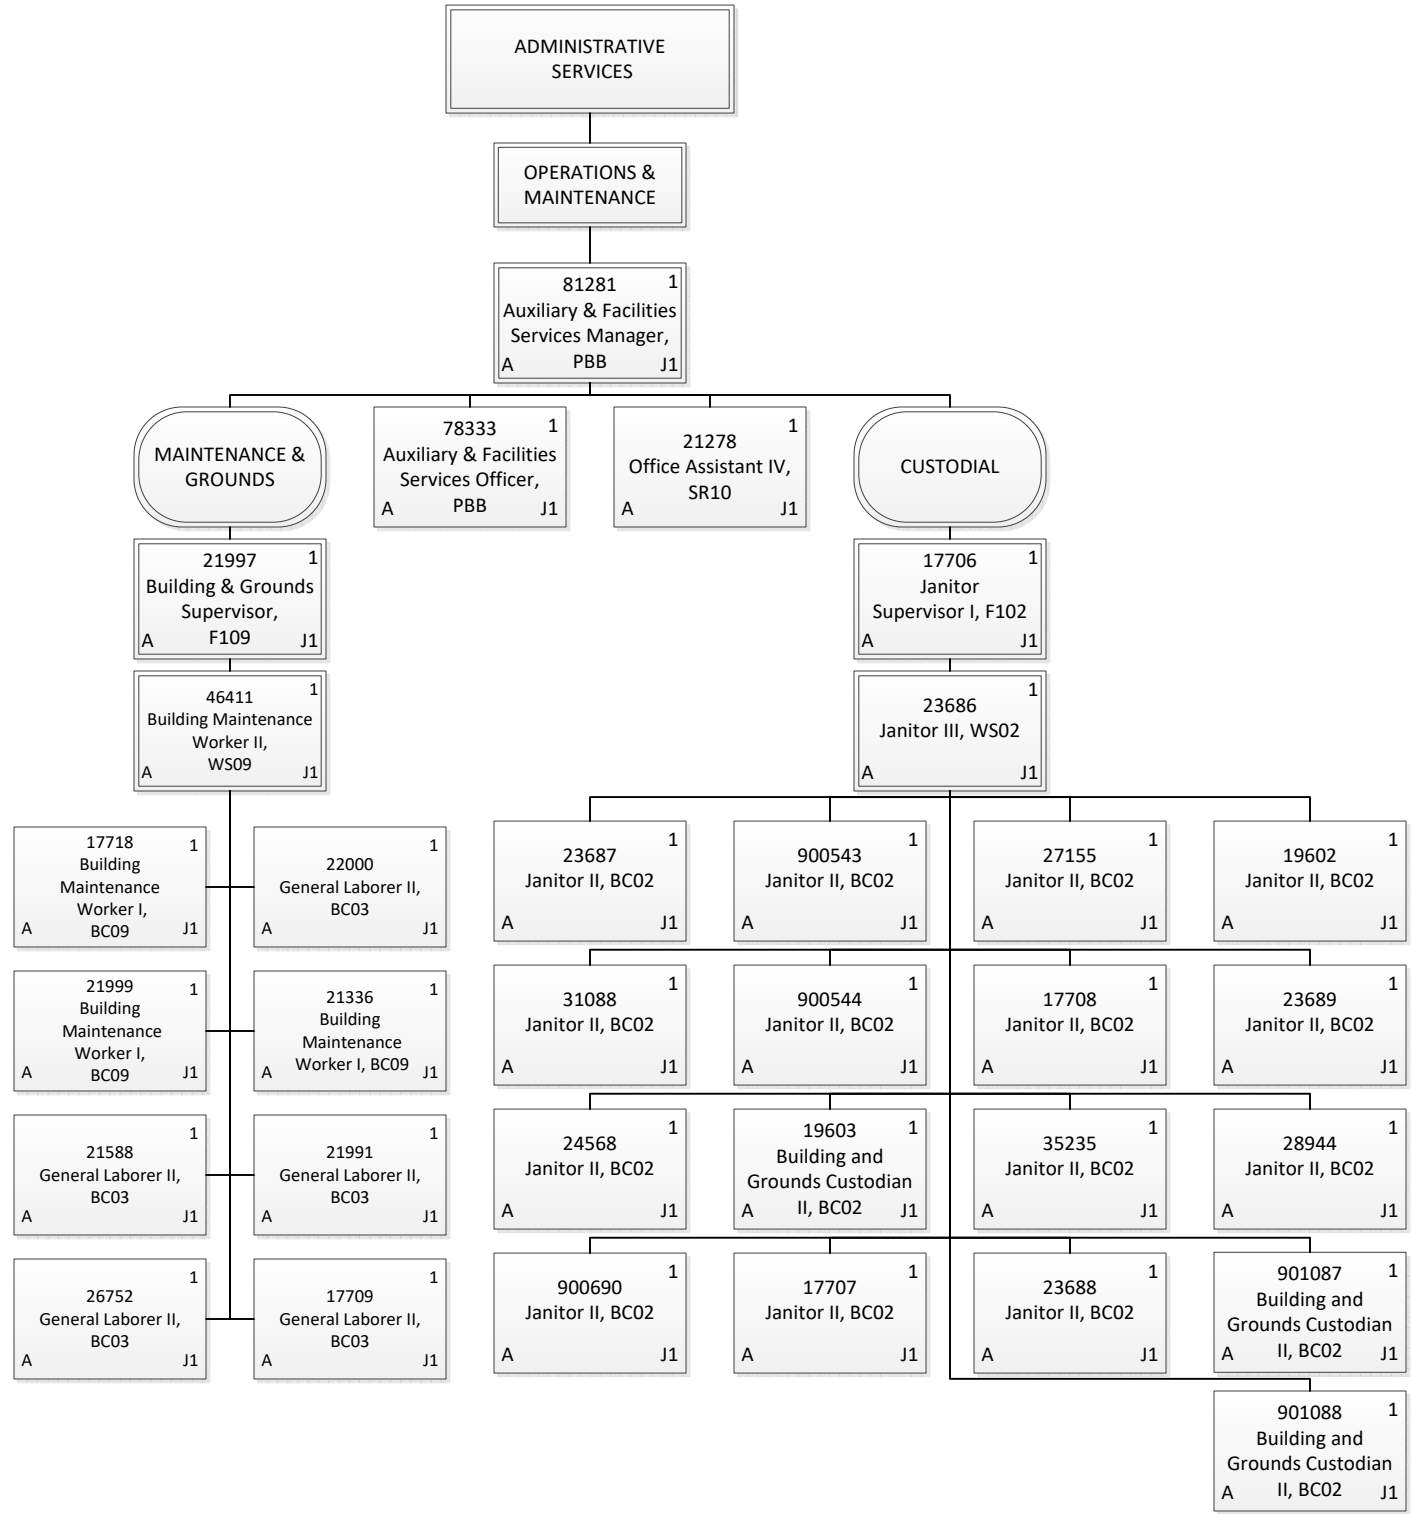 ADMINISTRATIVE
SERVICES
OPERATIONS &
MAINTENANCE
81281 1
Auxiliary & Facilities
Services Manager,
A PBB J1
MAINTENANCE &
GROUNDS
78333 1
Auxiliary & Facilities
Services Officer,
A PBB J1
1
21278
Office Assistant IV,
SR10
A J1
CUSTODIAL
21997 1
Building & Grounds
Supervisor,
F109
A J1
17706 1
Janitor
Supervisor I, F102
A J1
1
46411
Building Maintenance
Worker II,
WS09
A J1
1
23686
Janitor III, WS02
A J1
17718 1
Building
Maintenance
Worker I,
A BC09 J1
1
22000
General Laborer II,
BC03
A J1
1
23687
Janitor II, BC02
A J1
1
900543
Janitor II, BC02
A J1
1
27155
Janitor II, BC02
A J1
1
19602
Janitor II, BC02
A J1
21999 1
Building
Maintenance
Worker I,
A BC09 J1
21336 1
Building
Maintenance
Worker I, BC09
A J1
1
31088
Janitor II, BC02
A J1
1
900544
Janitor II, BC02
A J1
1
17708
Janitor II, BC02
A J1
1
23689
Janitor II, BC02
A J1
1
21588
General Laborer II,
BC03
A J1
1
21991
General Laborer II,
BC03
A J1
1
24568
Janitor II, BC02
A J1
19603 1
Building and
Grounds Custodian
A II, BC02 J1
1
35235
Janitor II, BC02
A J1
1
28944
Janitor II, BC02
A J1
1
26752
General Laborer II,
BC03
A J1
1
17709
General Laborer II,
BC03
A J1
1
900690
Janitor II, BC02
A J1
1
17707
Janitor II, BC02
A J1
1
23688
Janitor II, BC02
A J1
901087 1
Building and
Grounds Custodian
A II, BC02 J1
901088 1
Building and
Grounds Custodian
A II, BC02 J1